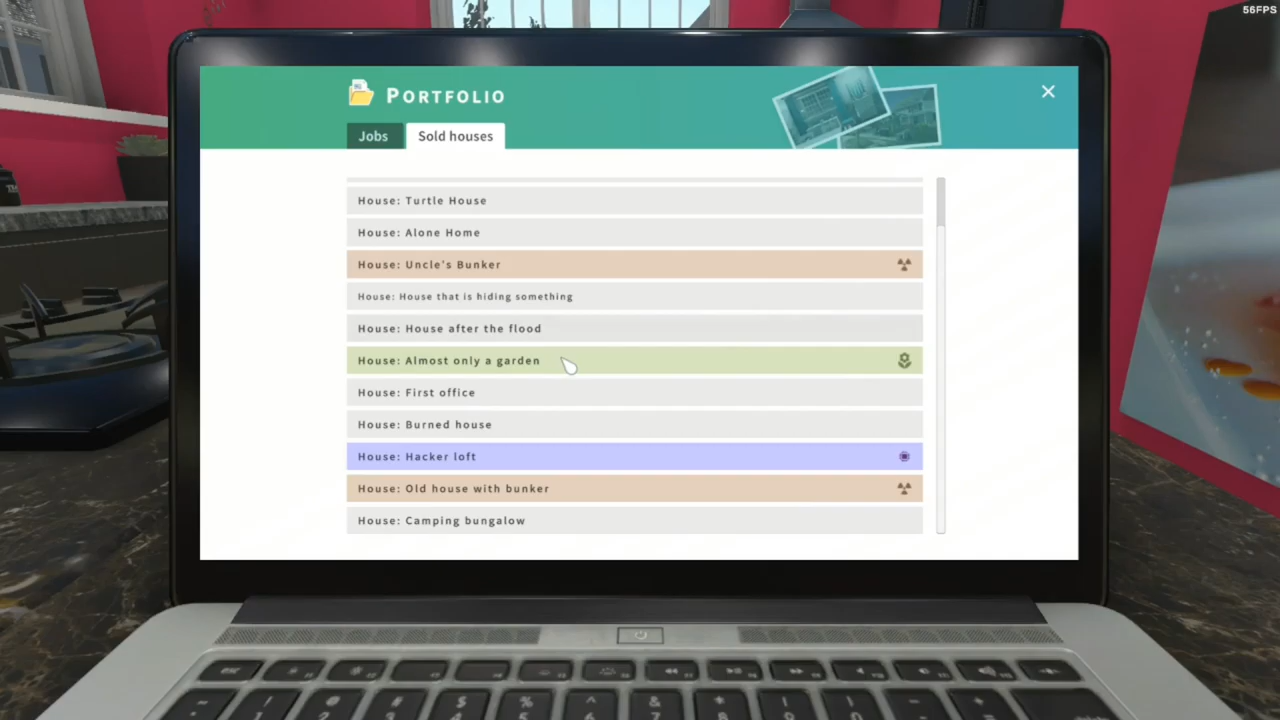 56FPS
PORTFOLIO
Jobs
Sold houses
House: Turtle House
House: Alone Home
House: Uncle's Bunker
House: House that is hiding something
House: House after the flood
House: Almost only a garden
House: First office
House: Burned house
House: Hacker loft
House: Old house with bunker
House: Camping bungalow